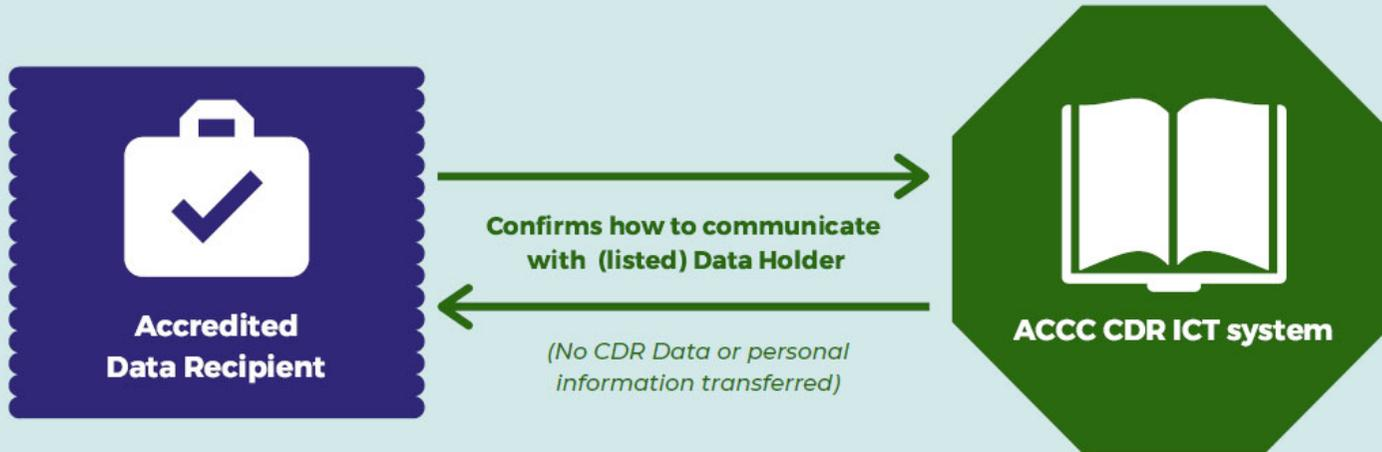 Accredited
Data Recipient
Confirms how to communicate
with (listed) Data Holder
(No CDR Data or personal
information transferred)
ACCC CDR ICT system